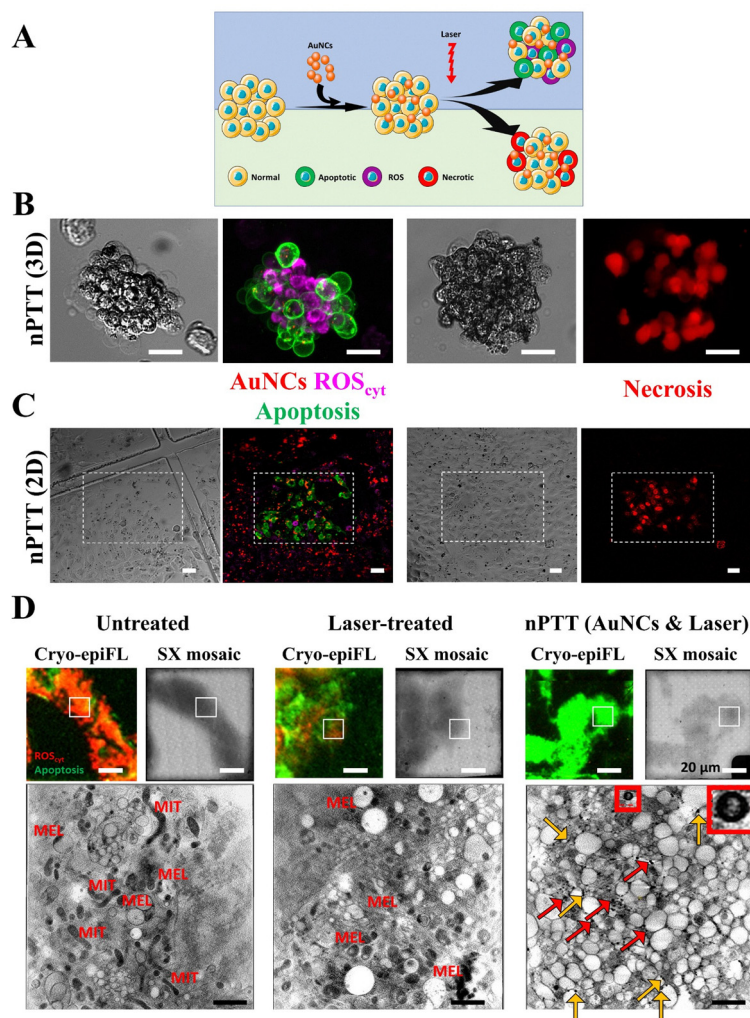 A
AuNCs
Laser
Normal
Apoptotic
ROS
Necrotic
B
nPTT (3D)
AuNCs ROScyt
Apoptosis
Necrosis
C
nPTT (2D)
D
Untreated
Laser-treated
nPTT (AuNCs & Laser)
Cryo-epiFL
SX mosaic
Cryo-epiFL
SX mosaic
Cryo-epiFL
SX mosaic
ROScyt
Apoptosis
20 µm
MIT
MEL
MIT
MEL
MEL
MIT
MIT
MEL
MEL
MEL
MEL